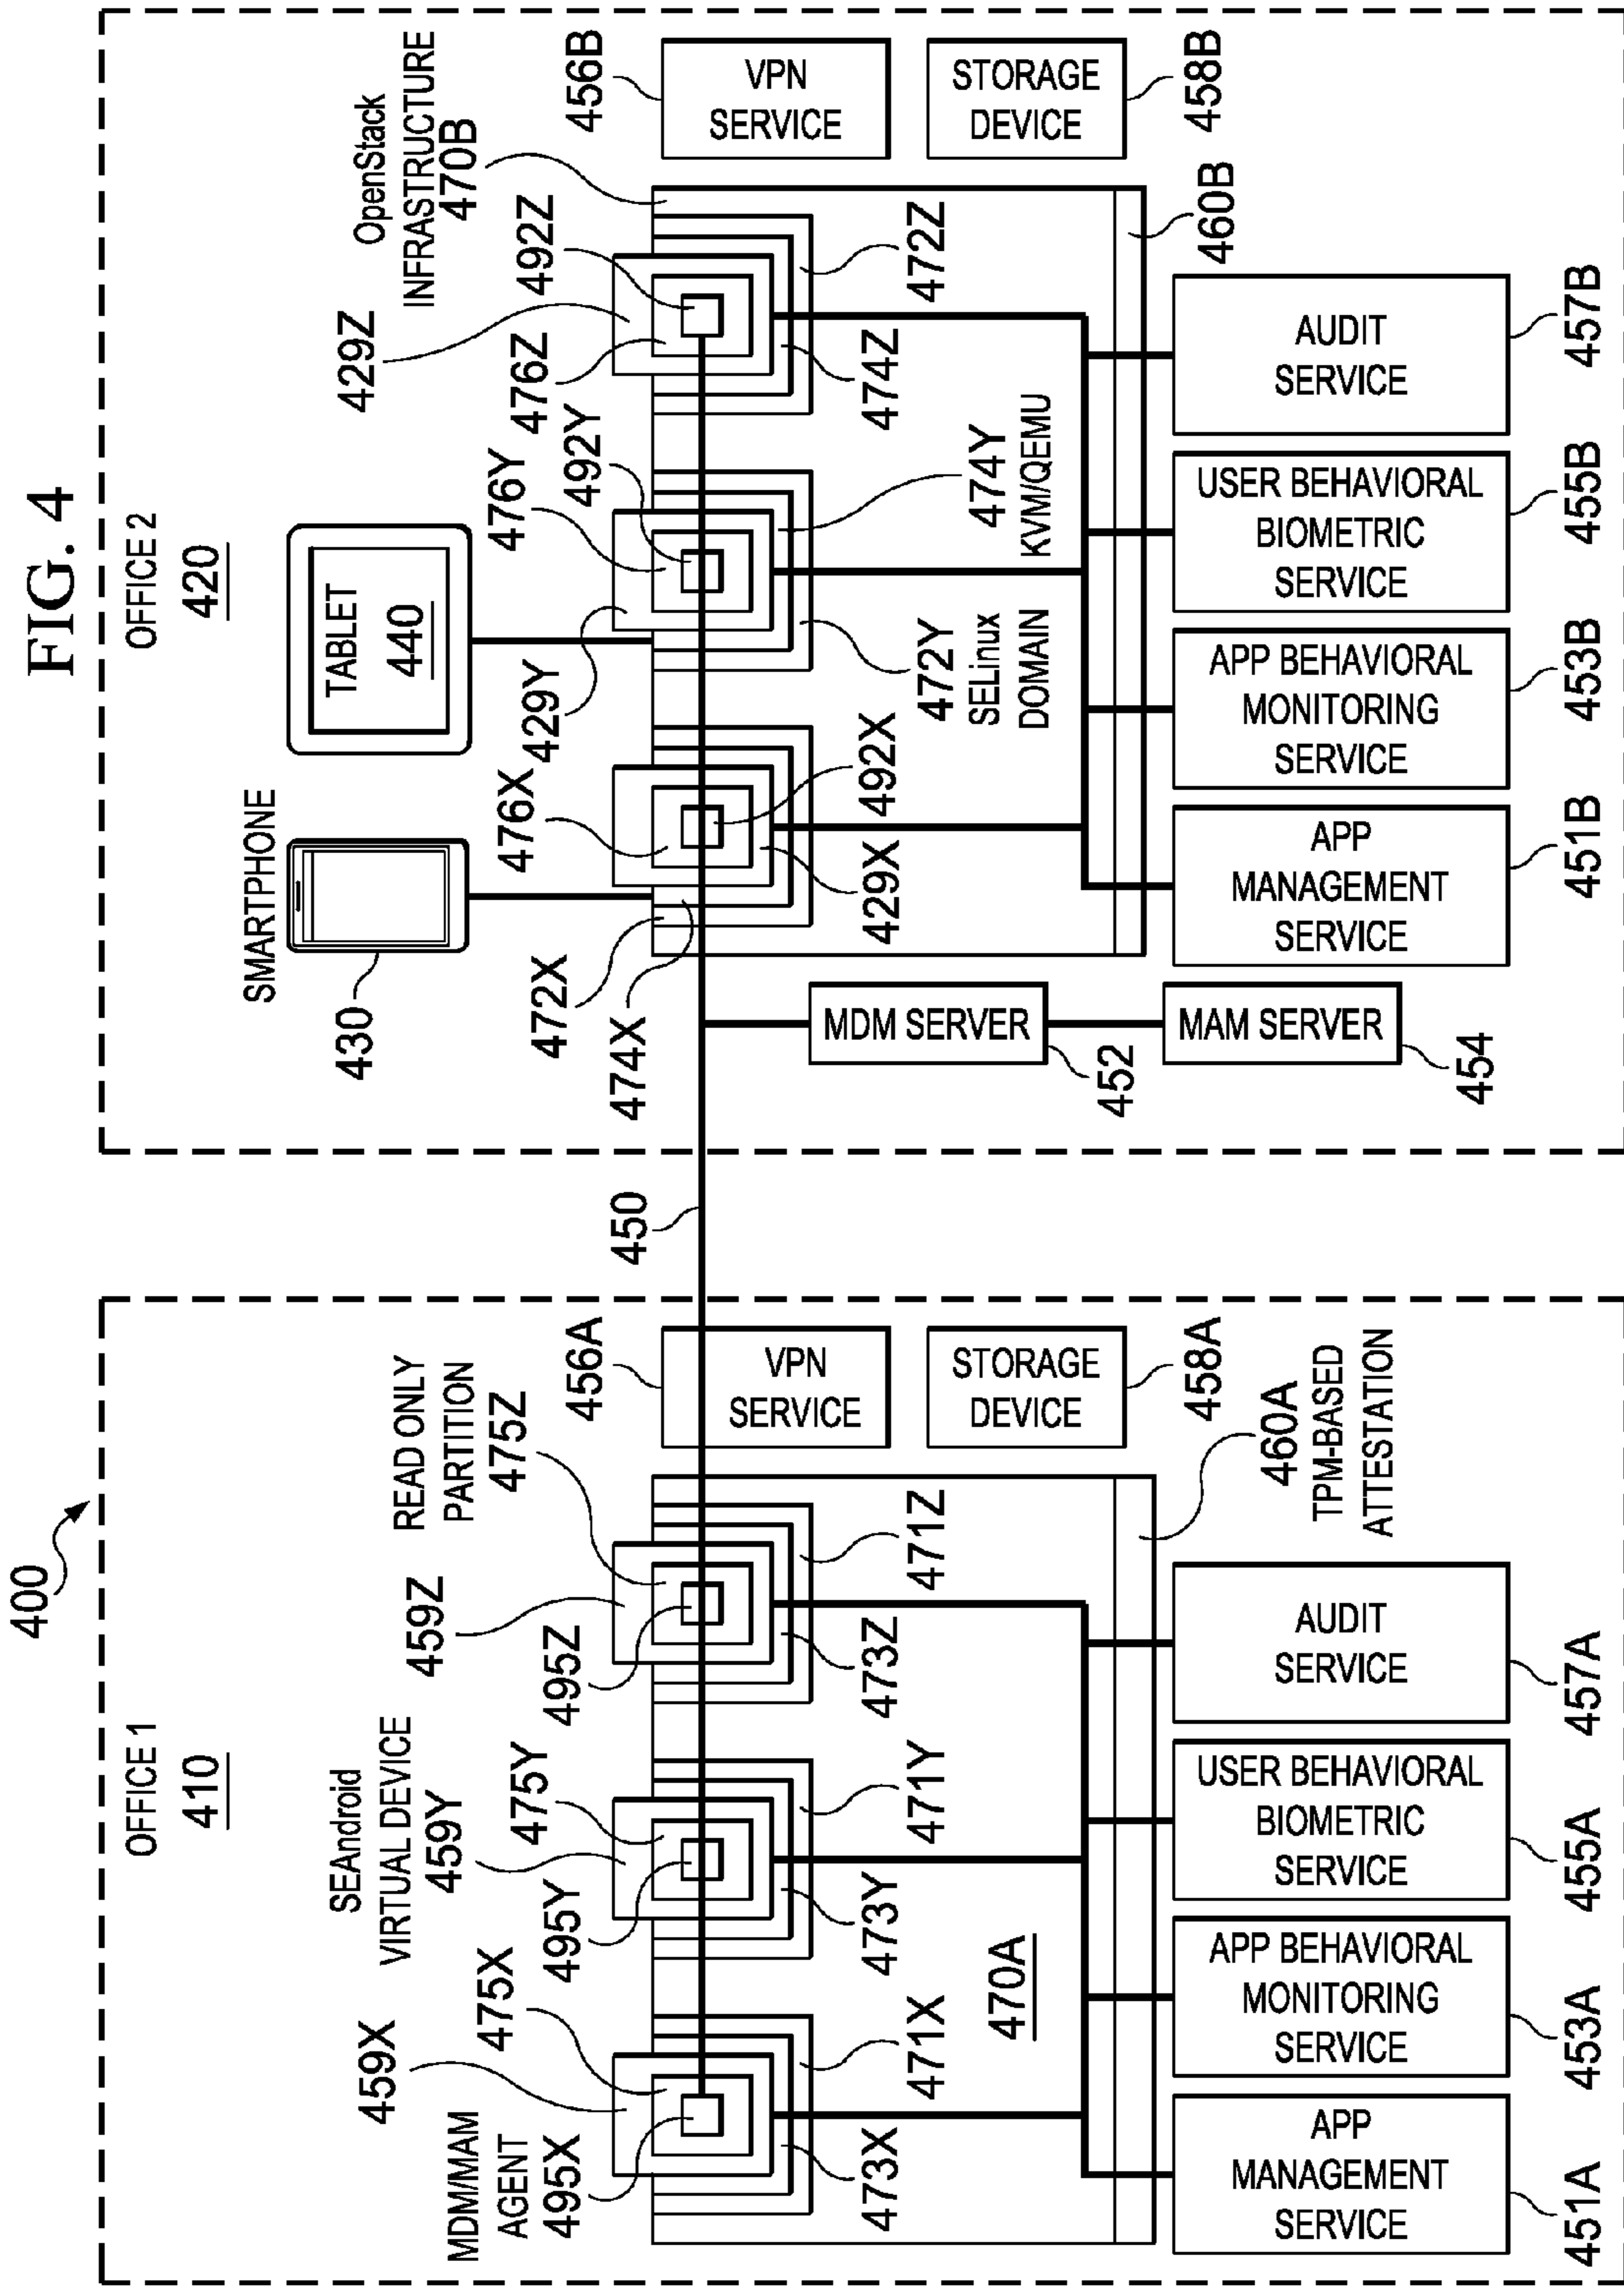 FIG. 4
400
OFFICE 1
410
MDM/MAM
AGENT
495X
459X
475X
SEAndroid
VIRTUAL DEVICE
459Y
475Y
495Y
459Z
495Z
READ ONLY
PARTITION
475Z
473X
471X
473Y
471Y
473Z
471Z
470A
456A
VPN
SERVICE
STORAGE
DEVICE
458A
460A
TPM-BASED
ATTESTATION
APP
MANAGEMENT
SERVICE
451A
APP BEHAVIORAL
MONITORING
SERVICE
453A
USER BEHAVIORAL
BIOMETRIC
SERVICE
455A
AUDIT
SERVICE
457A
450
OFFICE 2
420
SMARTPHONE
430
TABLET
440
472X
474X
476X
429X
492X
429Y
476Y
492Y
472Y
SELinux
DOMAIN
474Y
KVM/QEMU
429Z
476Z
492Z
474Z
472Z
OpenStack
INFRASTRUCTURE
470B
456B
VPN
SERVICE
STORAGE
DEVICE
458B
460B
MDM SERVER
452
MAM SERVER
454
APP
MANAGEMENT
SERVICE
451B
APP BEHAVIORAL
MONITORING
SERVICE
453B
USER BEHAVIORAL
BIOMETRIC
SERVICE
455B
AUDIT
SERVICE
457B